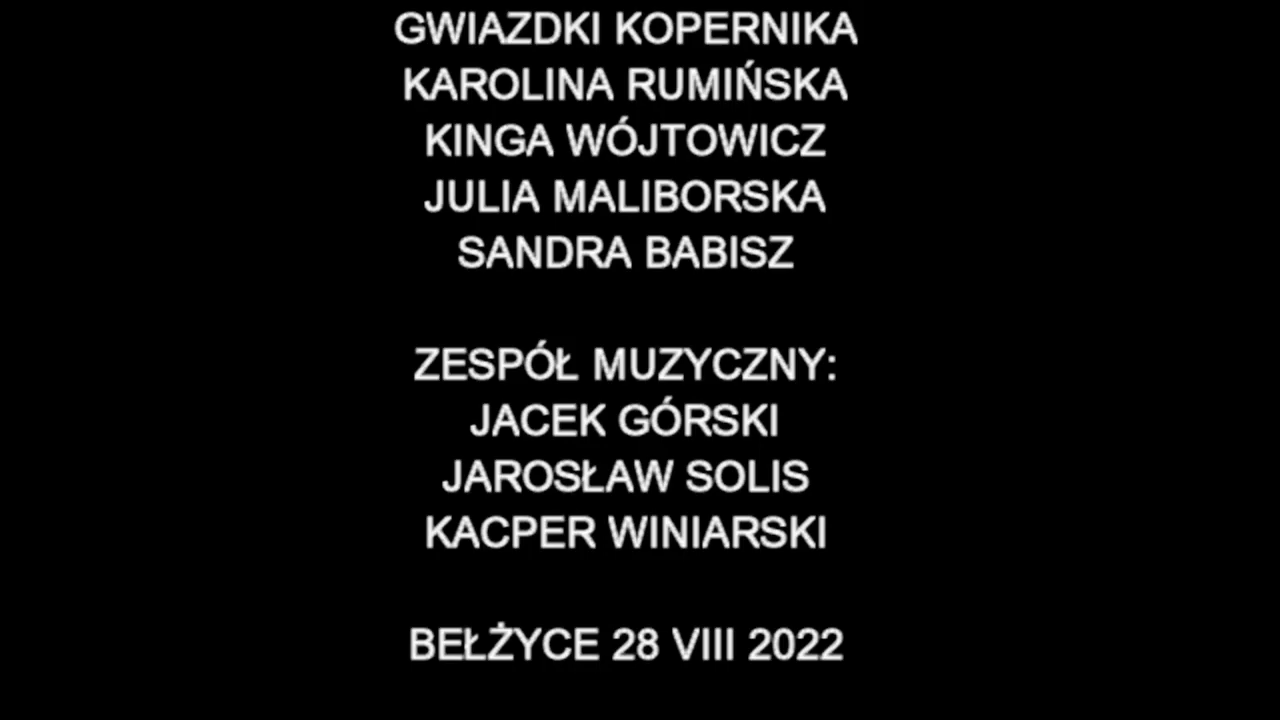 GWIAZDKI KOPERNIKA
KAROLINA RUMIŃSKA
KINGA WÓJTOWICZ
JULIA MALIBORSKA
SANDRA BABISZ
ZESPÓŁ MUZYCZNY:
JACEK GÓRSKI
JAROSŁAW SOLIS
KACPER WINIARSKI
BEŁŻYCE 28 VIII 2022